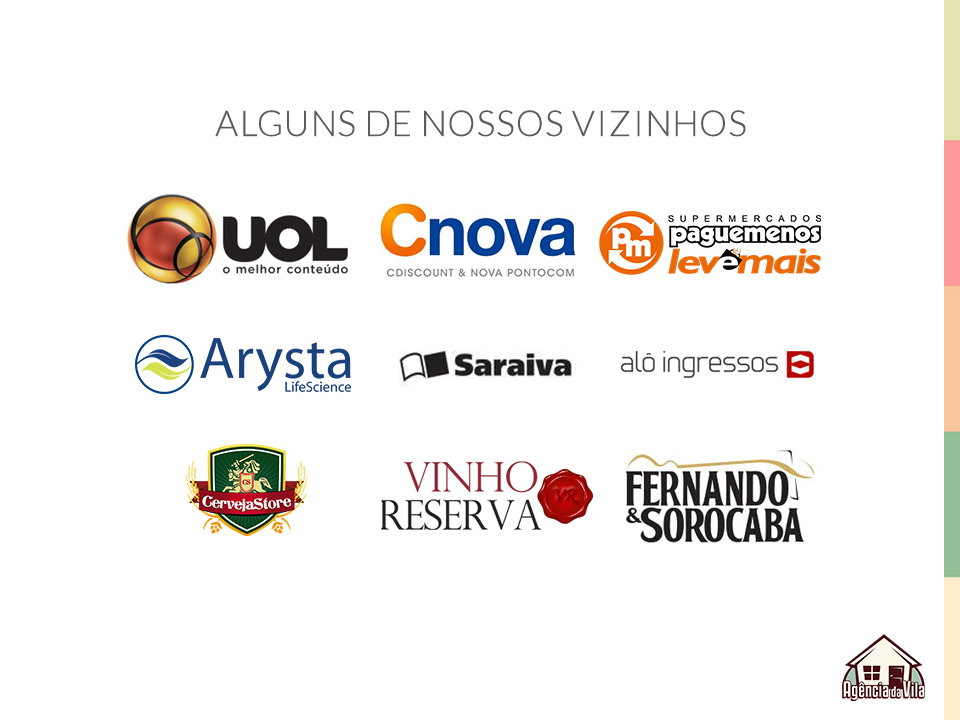 ALGUNS DE NOSSOS VIZINHOS
UOL
o melhor conteúdo
Cnova
CDISCOUNT & NOVA PONTOCOM
pm
SUPERMERCADOS
paguemenos
levemais
Arysta
LifeScience
Saraiva
alô ingressos
CS
CervejaStore
VINHO
RESERVA
VR
FERNANDO
& SOROCABA
Agência da Vila